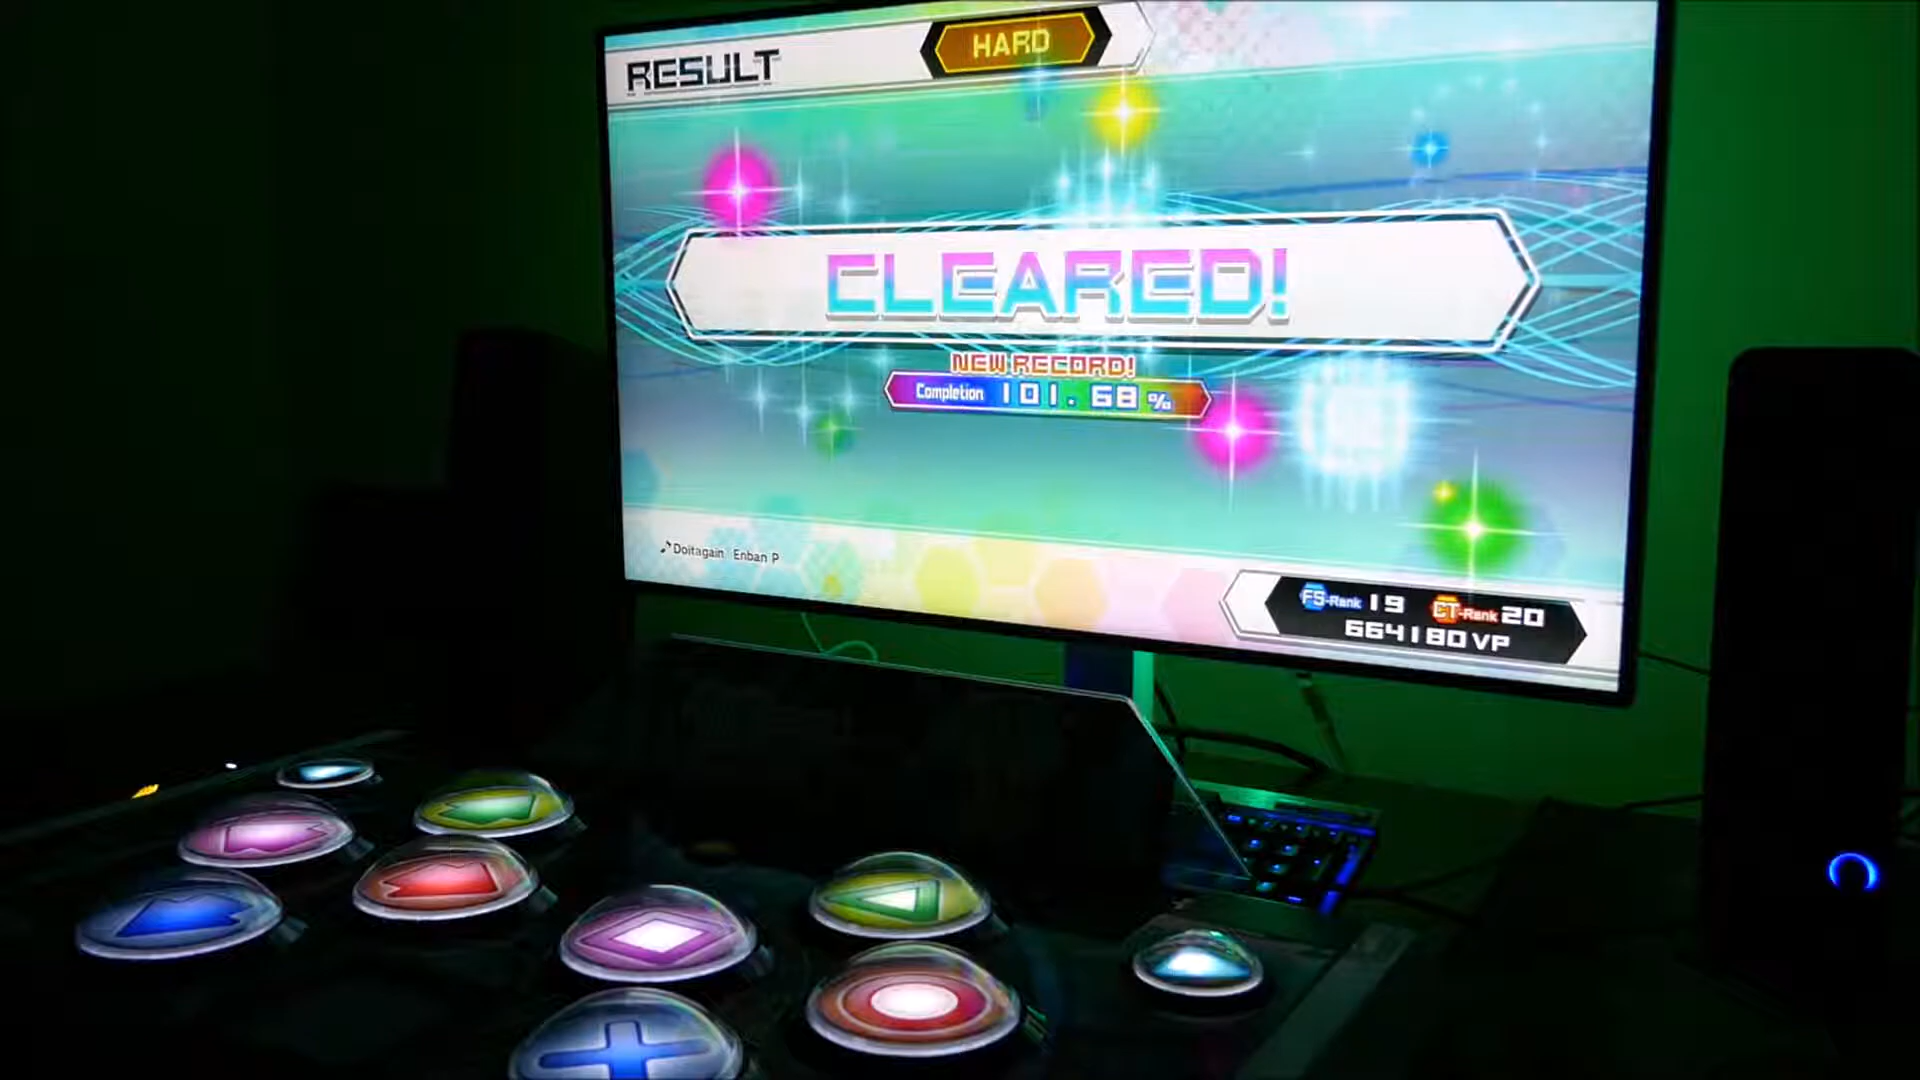 RESULT
HARD
CLEARED!
NEW RECORD!
Completion 101.68%
♪Doitagain Enban P
FS-Rank 19 CT-Rank 20
664180VP